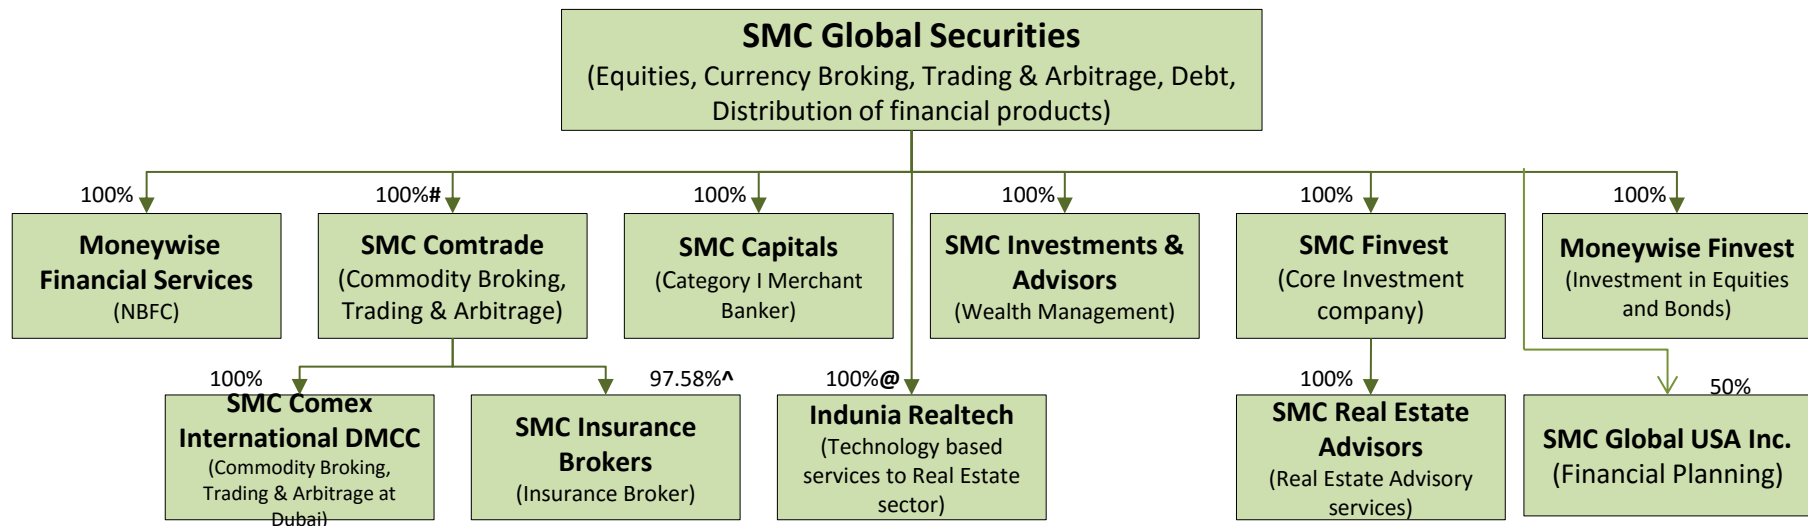 SMC Global Securities
(Equities, Currency Broking, Trading & Arbitrage, Debt,
Distribution of financial products)
100%
100%#
100%
100%
100%
100%
Moneywise
Financial Services
(NBFC)
SMC Comtrade
(Commodity Broking,
Trading & Arbitrage)
SMC Capitals
(Category I Merchant
Banker)
SMC Investments &
Advisors
(Wealth Management)
SMC Finvest
(Core Investment
company)
Moneywise Finvest
(Investment in Equities
and Bonds)
100%
97.58%^
100%@
100%
50%
SMC Comex
International DMCC
(Commodity Broking,
Trading & Arbitrage at
Dubai)
SMC Insurance
Brokers
(Insurance Broker)
Indunia Realtech
(Technology based
services to Real Estate
sector)
SMC Real Estate
Advisors
(Real Estate Advisory
services)
SMC Global USA Inc.
(Financial Planning)